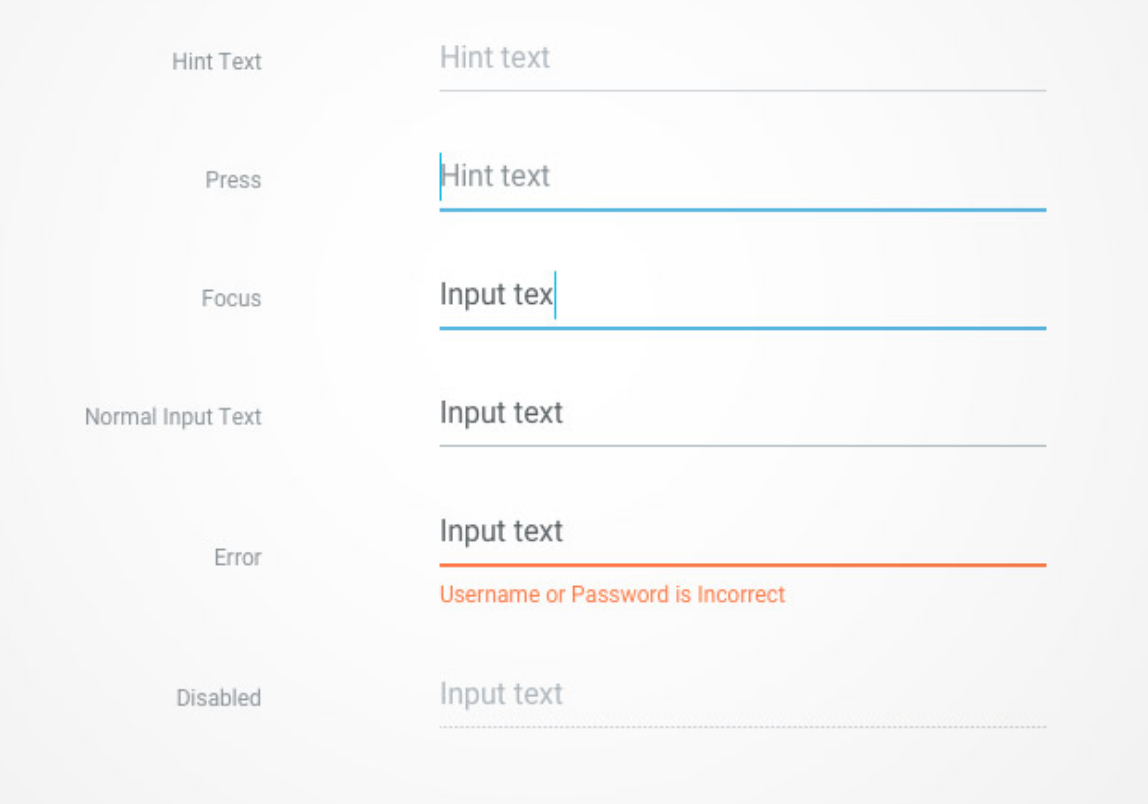 Hint Text
Hint text
Press
Hint text
Focus
Input tex
Normal Input Text
Input text
Input text
Error
Username or Password is Incorrect
Disabled
Input text